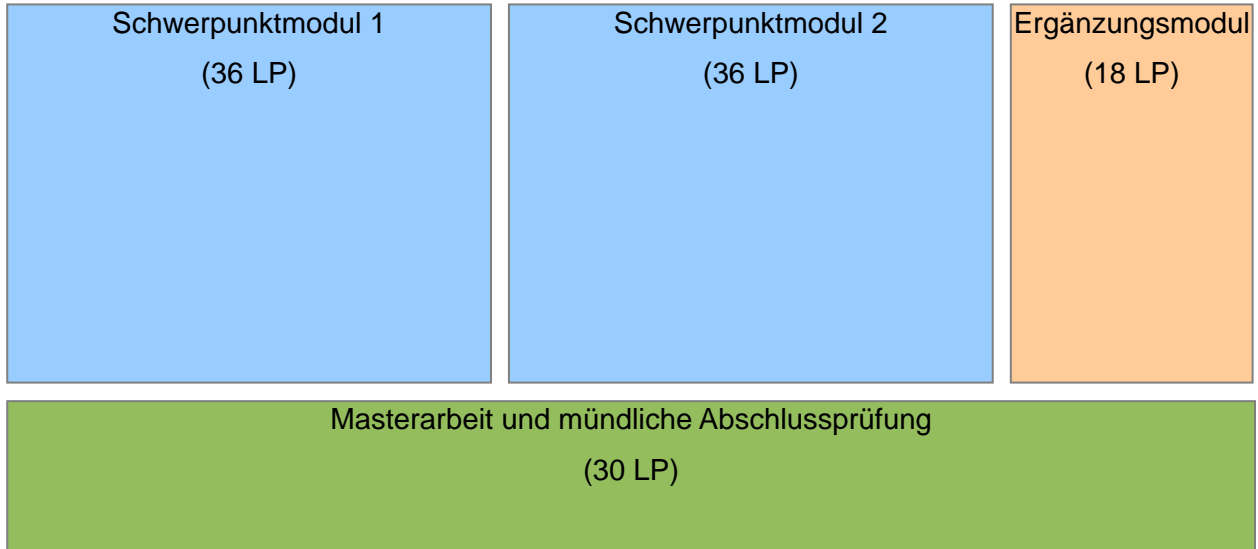 Schwerpunktmodul 1
(36 LP)
Schwerpunktmodul 2
(36 LP)
Ergänzungsmodul
(18 LP)
Masterarbeit und mündliche Abschlussprüfung
(30 LP)